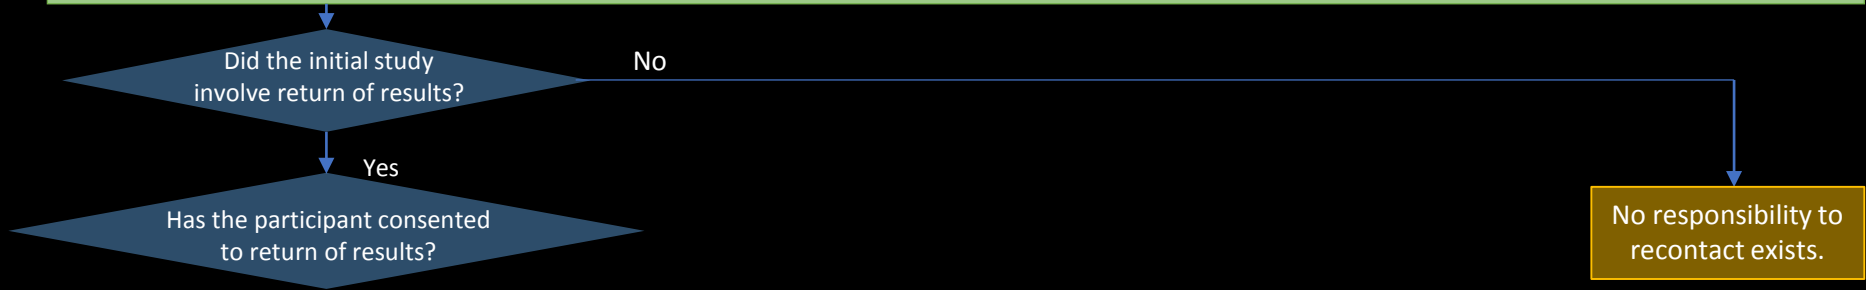 Did the initial study
involve return of results?
No
Yes
Has the participant consented
to return of results?
No responsibility to
recontact exists.